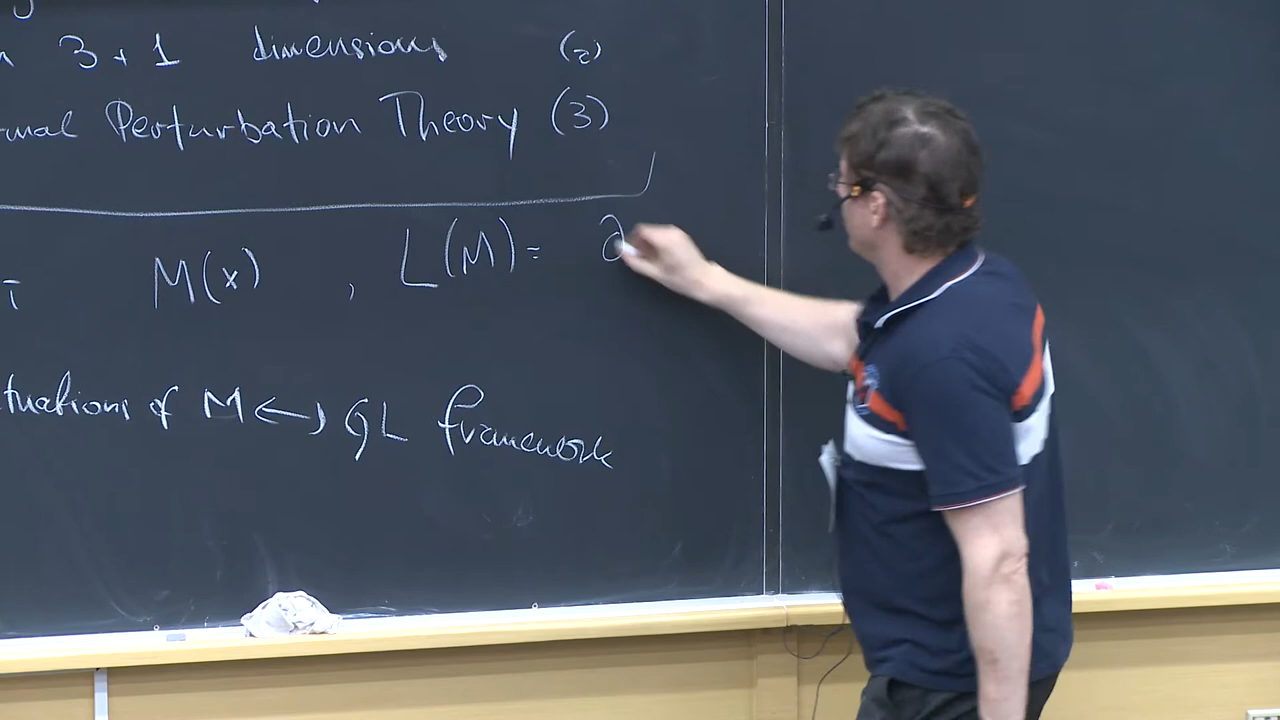 3+1 dimensions (2)
Perturbation Theory (3)
M(x) , L(M) = ∂
of M ↔ GL framework